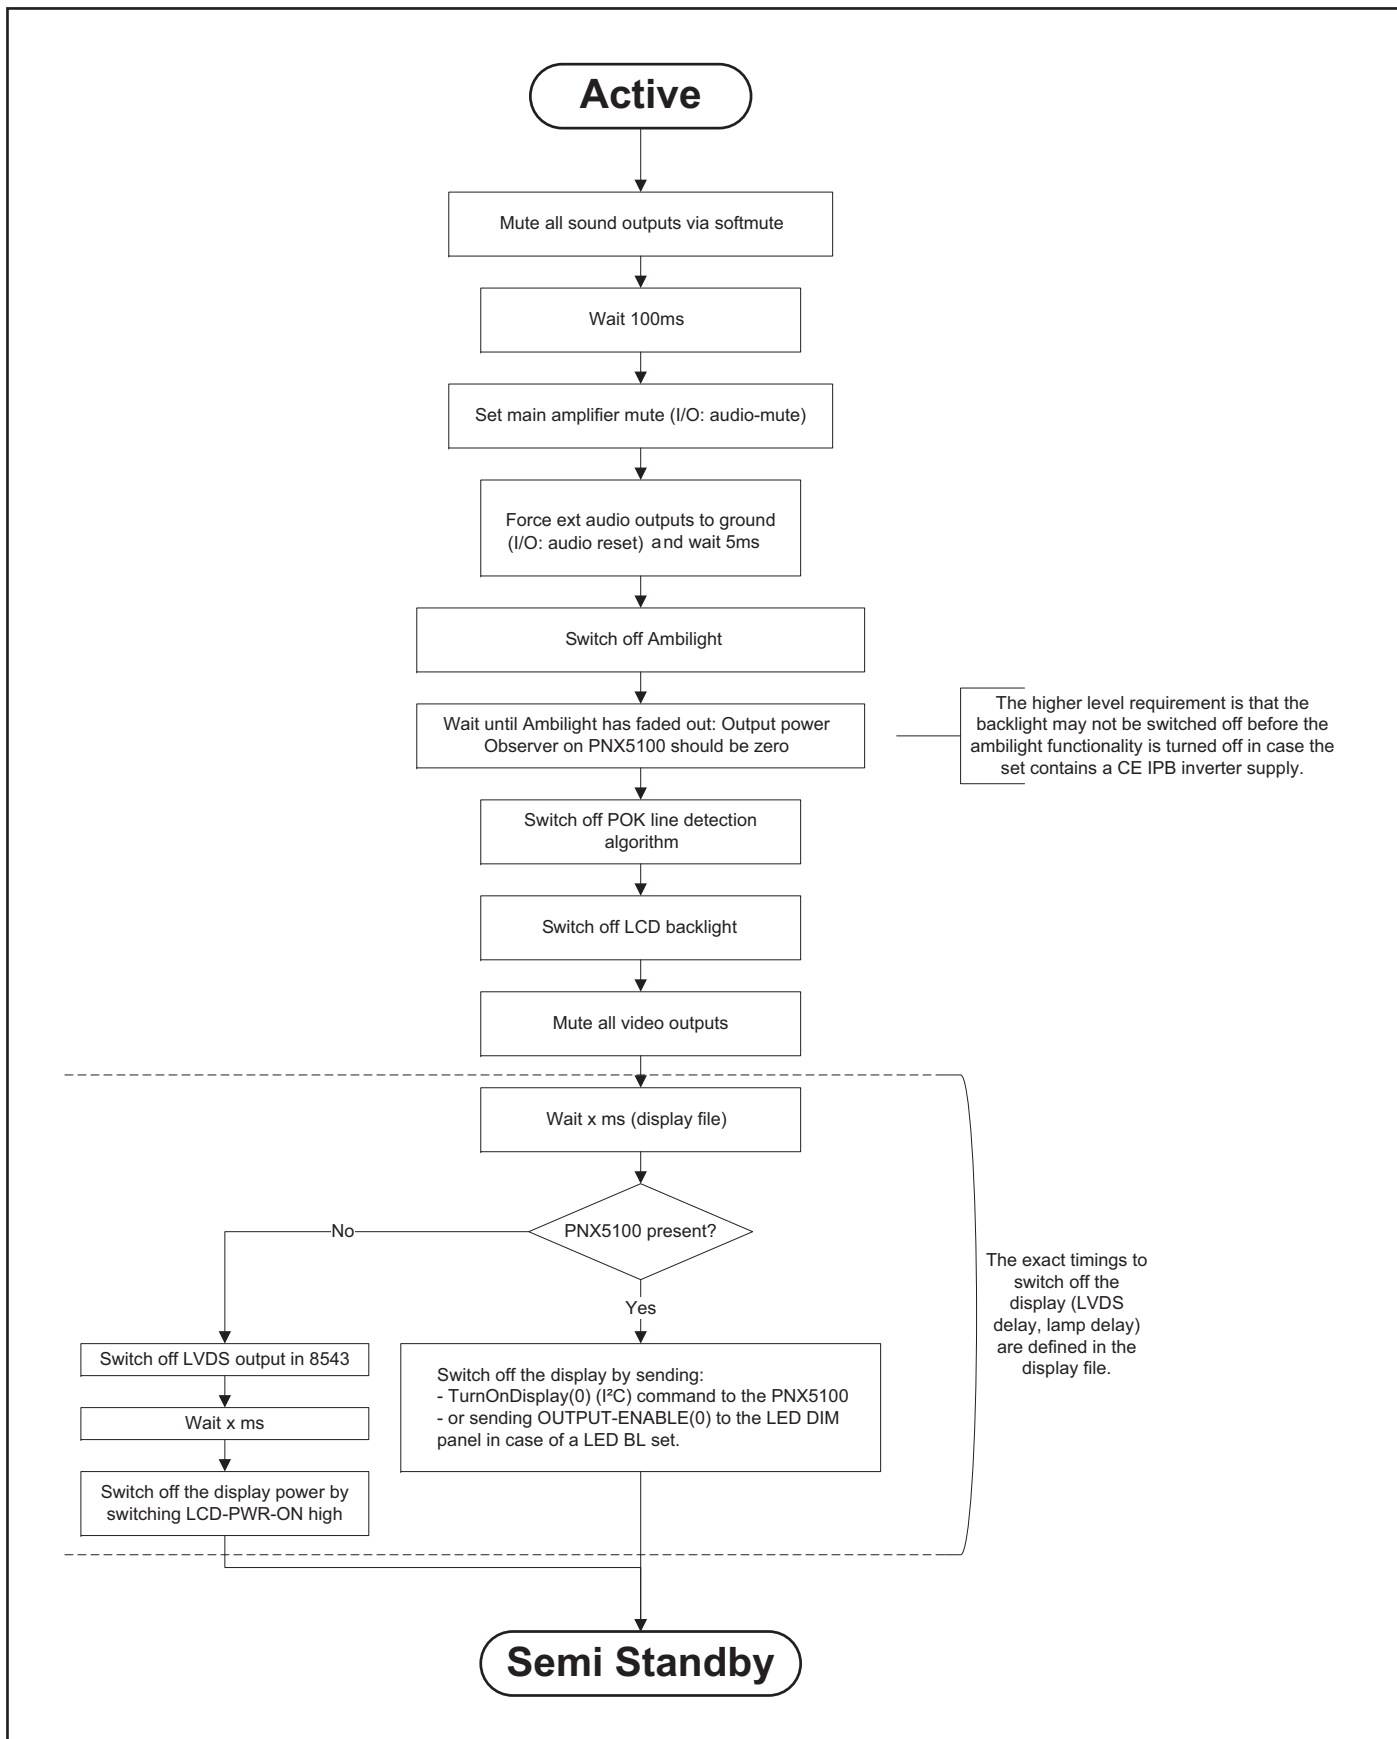 Active
Mute all sound outputs via softmute
Wait 100ms
Set main amplifier mute (I/O: audio-mute)
Force ext audio outputs to ground
(I/O: audio reset) and wait 5ms
Switch off Ambilight
Wait until Ambilight has faded out: Output power
Observer on PNX5100 should be zero
The higher level requirement is that the
backlight may not be switched off before the
ambilight functionality is turned off in case the
set contains a CE IPB inverter supply.
Switch off POK line detection
algorithm
Switch off LCD backlight
Mute all video outputs
Wait x ms (display file)
PNX5100 present?
No
Yes
The exact timings to
switch off the
display (LVDS
delay, lamp delay)
are defined in the
display file.
Switch off LVDS output in 8543
Wait x ms
Switch off the display power by
switching LCD-PWR-ON high
Switch off the display by sending:
- TurnOnDisplay(0) (I²C) command to the PNX5100
- or sending OUTPUT-ENABLE(0) to the LED DIM
panel in case of a LED BL set.
Semi Standby